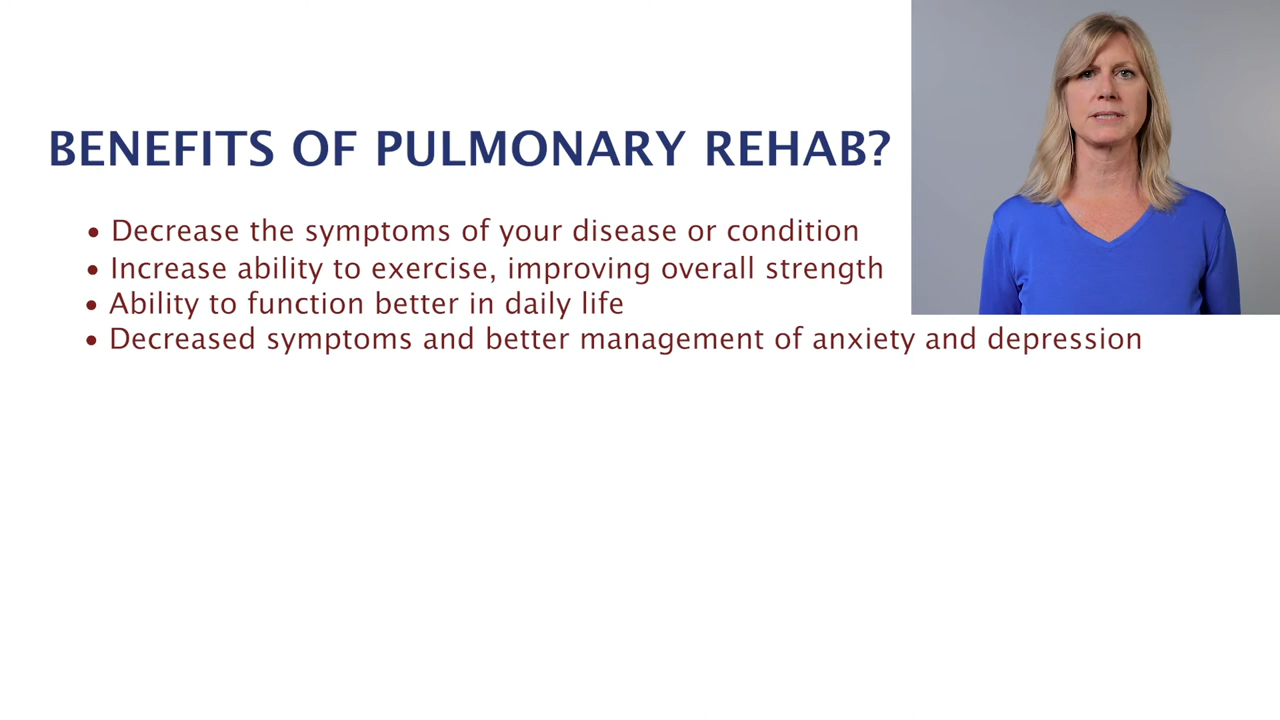 BENEFITS OF PULMONARY REHAB?
• Decrease the symptoms of your disease or condition
• Increase ability to exercise, improving overall strength
• Ability to function better in daily life
• Decreased symptoms and better management of anxiety and depression